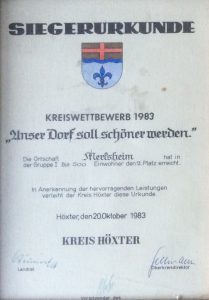 SIEGERURKUNDE
KREISWETTBEWERB 1983
„Unser Dorf soll schöner werden.“
Die Ortschaft Merlsheim hat in
der Gruppe I Bis 500 Einwohner den Platz erreicht.
In Anerkennung der hervorragenden Leistungen
verleiht der Kreis Höxter diese Urkunde.
Höxter, den 20. Oktober 1983
KREIS HÖXTER
Landrat
Oberkreisdirektor